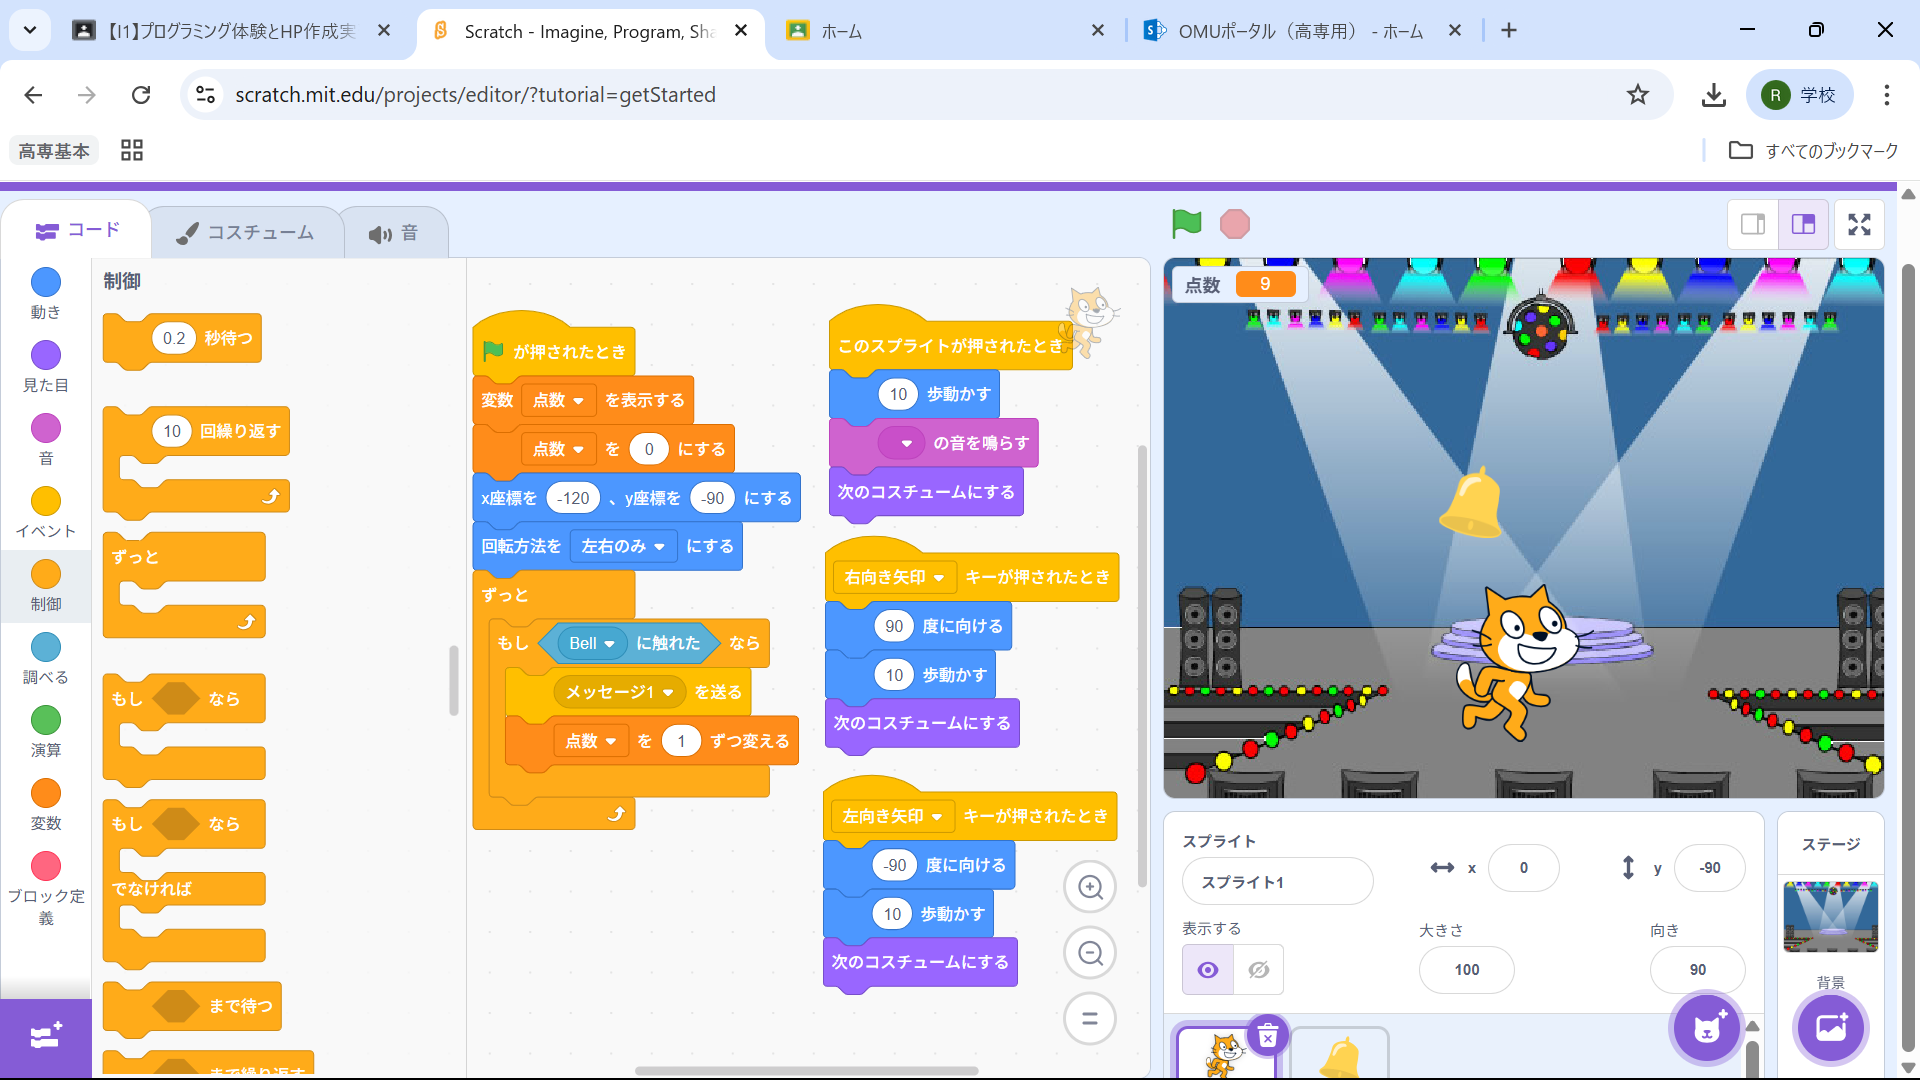 【I1】プログラミング体験とHP作成実
Scratch - Imagine, Program, Sha
ホーム
OMUポータル（高専用） - ホーム
scratch.mit.edu/projects/editor/?tutorial=getStarted
R 学校
高専基本
すべてのブックマーク
コード
コスチューム
音
動き
見た目
音
イベント
制御
調べる
変数
演算
ブロック定
義
制御
0.2 秒待つ
10 回繰り返す
ずっと
もし なら
もし なら
でなければ
まで待つ
まで繰り返す
が押されたとき
変数 点数 を表示する
点数 を 0 にする
x座標を -120 、y座標を -90 にする
回転方法を 左右のみ にする
ずっと
もし Bell に触れた なら
メッセージ1 を送る
点数 を 1 ずつ変える
このスプライトが押されたとき
10 歩動かす
の音を鳴らす
次のコスチュームにする
右向き矢印 キーが押されたとき
90 度に向ける
10 歩動かす
次のコスチュームにする
左向き矢印 キーが押されたとき
-90 度に向ける
10 歩動かす
次のコスチュームにする
点数 9
スプライト
スプライト1
x 0
y -90
表示する
大きさ
向き
100
90
ステージ
背景